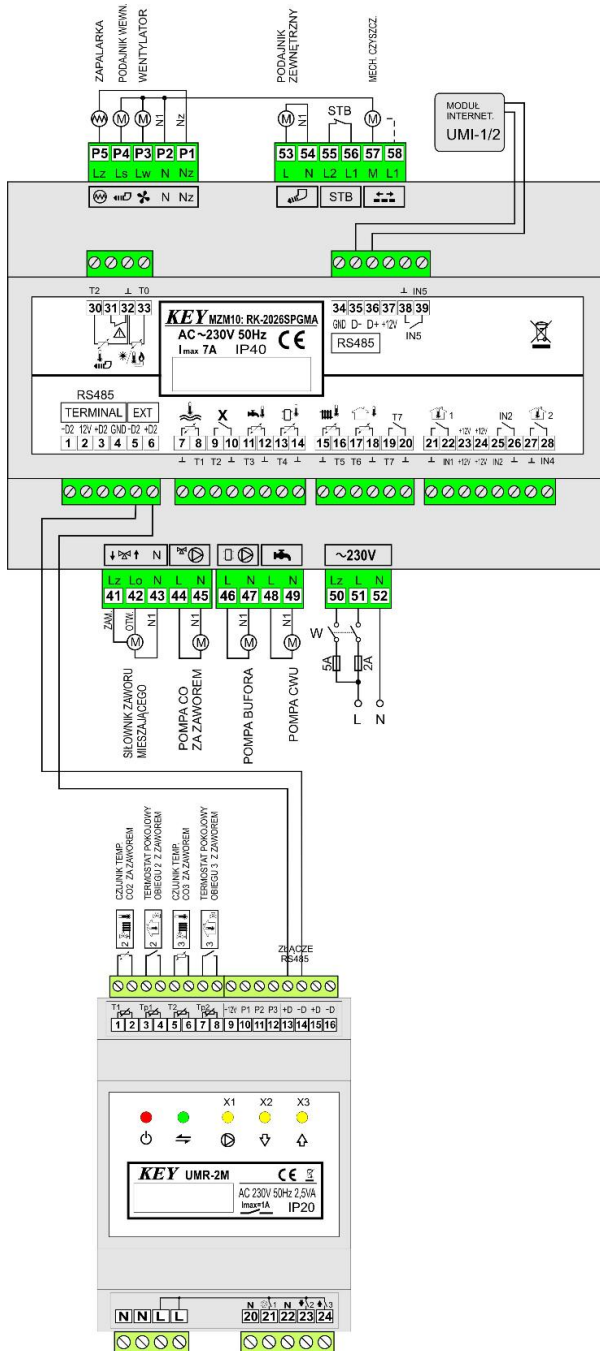 ZAPALARKA
PODAJNIK WEWN.
WENTYLATOR
PODAJNIK
ZEWNĘTRZNY
MECH. CZYSZCZ.
M M N1 Nz
M N1 STB M
MODUŁ
INTERNET.
UMI-1/2
P5 P4 P3 P2 P1
Lz Ls Lw N Nz
N Nz
53 54 55 56 57 58
L N L2 L1 M L1
STB
T2 ⊥ T0
30 31 32 33
KEY MZM10: RK-2026SPGMA
AC~230V 50Hz
Imax 7A IP40 CE
⊥ IN5
34 35 36 37 38 39
GND D- D+ +12V
RS485
IN5
RS485
TERMINAL EXT
-D2 12V +D2 GND -D2 +D2
1 2 3 4 5 6
X
7 8 9 10 11 12 13 14
⊥ T1 T2 ⊥ T3 ⊥ T4 ⊥
T7
15 16 17 18 19 20
⊥ T5 T6 ⊥ T7 ⊥
1 IN2 2
+12V +12V
21 22 23 24 25 26 27 28
⊥ IN1 +12V +12V IN2 ⊥ ⊥ IN4
N
~230V
Lz Lo N L N L N L N
41 42 43 44 45 46 47 48 49
Lz L N
50 51 52
ZAM.
OTW.
M N1
M N1
M N1
M N1
SIŁOWNIK ZAWORU
MIESZAJĄCEGO
POMPA CO
ZA ZAWOREM
POMPA BUFORA
POMPA CWU
W
5A 2A
L N
CZUJNIK TEMP.
CO2 ZA ZAWOREM
TERMOSTAT POKOJOWY
OBIEGU 2 Z ZAWOREM
CZUJNIK TEMP.
CO3 ZA ZAWOREM
TERMOSTAT POKOJOWY
OBIEGU 3 Z ZAWOREM
2 2 3 3
ZŁĄCZE
RS485
T1 Tp1 T2 Tp2 -12V P1 P2 P3 +D -D +D -D
1 2 3 4 5 6 7 8 9 10 11 12 13 14 15 16
X1 X2 X3
KEY UMR-2M CE
AC 230V 50Hz 2,5VA
Imax=1A IP20
N 1 N 2 3
N N L L 20 21 22 23 24